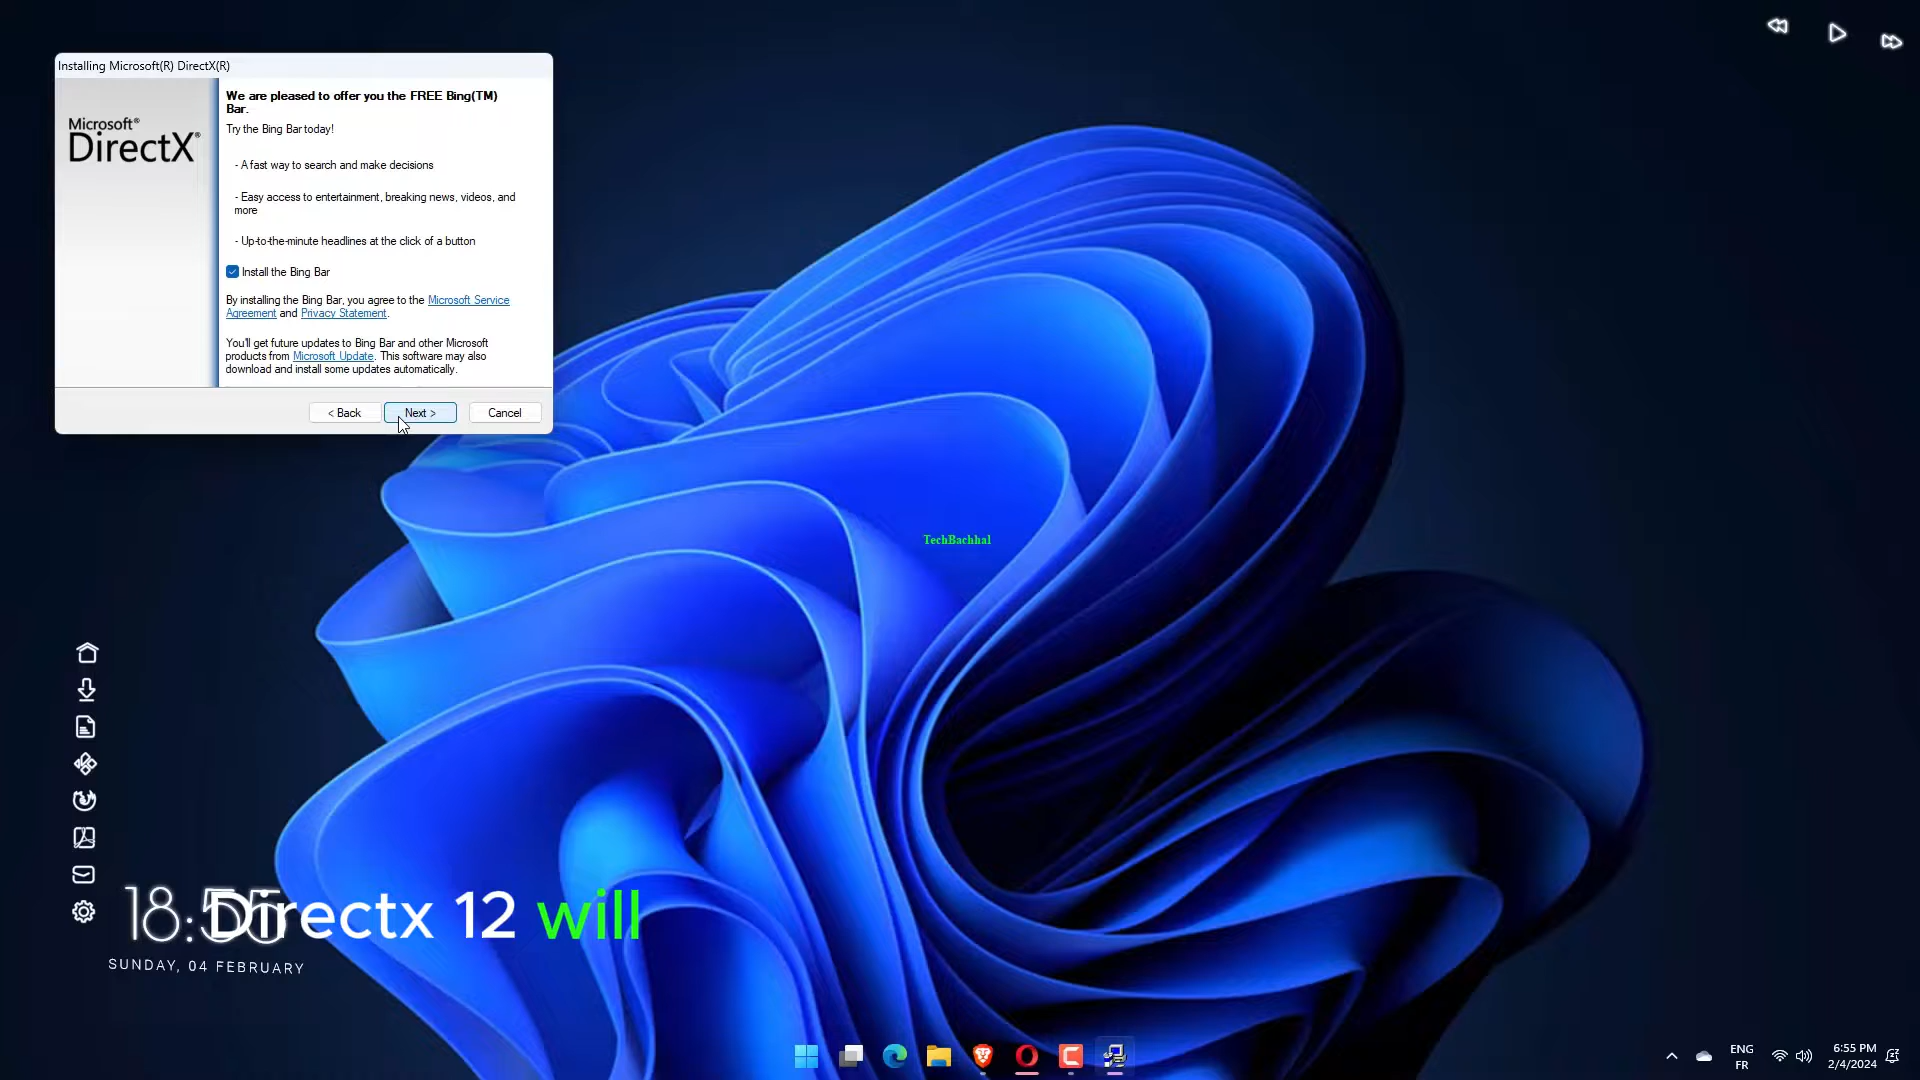 Installing Microsoft(R) DirectX(R)
Microsoft®
DirectX®
We are pleased to offer you the FREE Bing(TM)
Bar.
Try the Bing Bar today!
- A fast way to search and make decisions
- Easy access to entertainment, breaking news, videos, and
more
- Up-to-the-minute headlines at the click of a button
Install the Bing Bar
By installing the Bing Bar, you agree to the Microsoft Service
Agreement and Privacy Statement.
You'll get future updates to Bing Bar and other Microsoft
products from Microsoft Update. This software may also
download and install some updates automatically.
< Back
Next >
Cancel
TechBachhal
18:55
Directx 12 will
SUNDAY, 04 FEBRUARY
ENG
FR
6:55 PM
2/4/2024